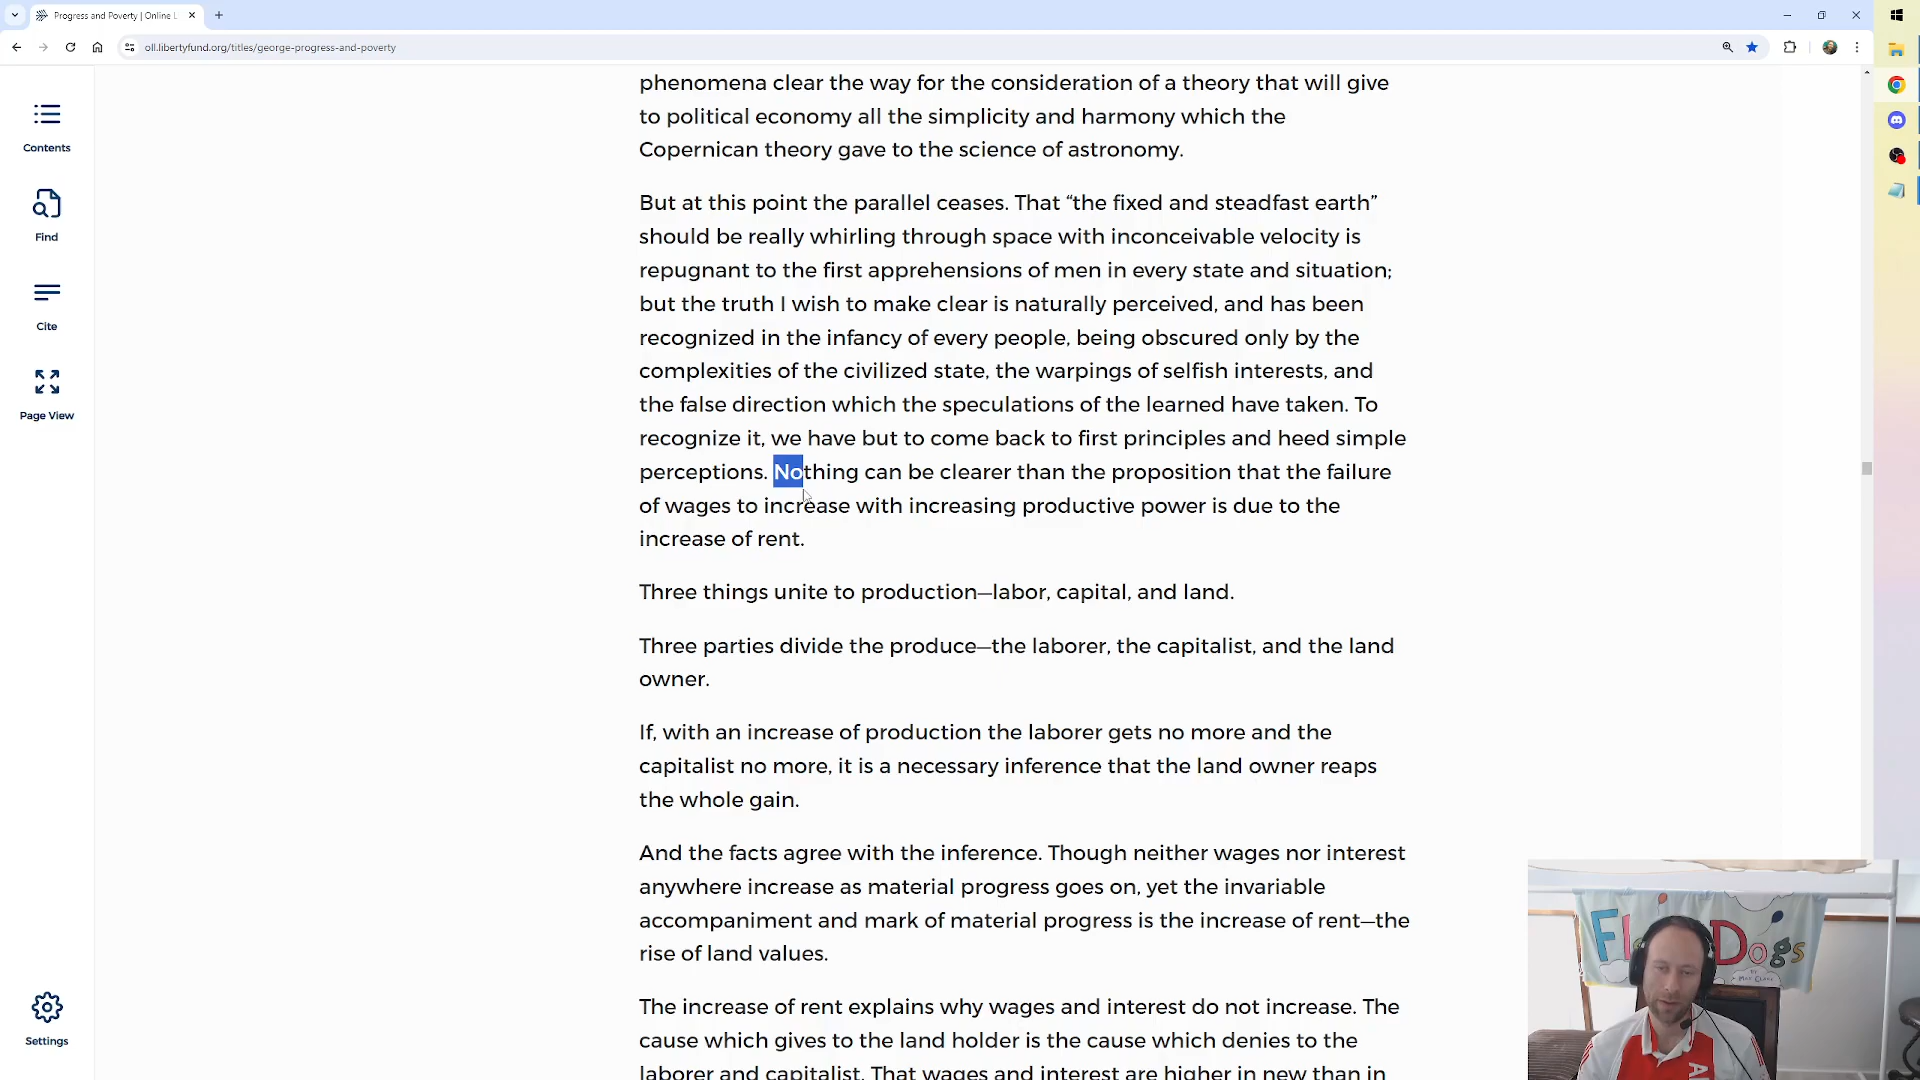 Progress and Poverty | Online L
oll.libertyfund.org/titles/george-progress-and-poverty
Contents
Find
Cite
Page View
Settings
phenomena clear the way for the consideration of a theory that will give
to political economy all the simplicity and harmony which the
Copernican theory gave to the science of astronomy.
But at this point the parallel ceases. That “the fixed and steadfast earth”
should be really whirling through space with inconceivable velocity is
repugnant to the first apprehensions of men in every state and situation;
but the truth I wish to make clear is naturally perceived, and has been
recognized in the infancy of every people, being obscured only by the
complexities of the civilized state, the warpings of selfish interests, and
the false direction which the speculations of the learned have taken. To
recognize it, we have but to come back to first principles and heed simple
perceptions. Nothing can be clearer than the proposition that the failure
of wages to increase with increasing productive power is due to the
increase of rent.
Three things unite to production—labor, capital, and land.
Three parties divide the produce—the laborer, the capitalist, and the land
owner.
If, with an increase of production the laborer gets no more and the
capitalist no more, it is a necessary inference that the land owner reaps
the whole gain.
And the facts agree with the inference. Though neither wages nor interest
anywhere increase as material progress goes on, yet the invariable
accompaniment and mark of material progress is the increase of rent—the
rise of land values.
The increase of rent explains why wages and interest do not increase. The
cause which gives to the land holder is the cause which denies to the
laborer and capitalist. That wages and interest are higher in new than in
Dogs